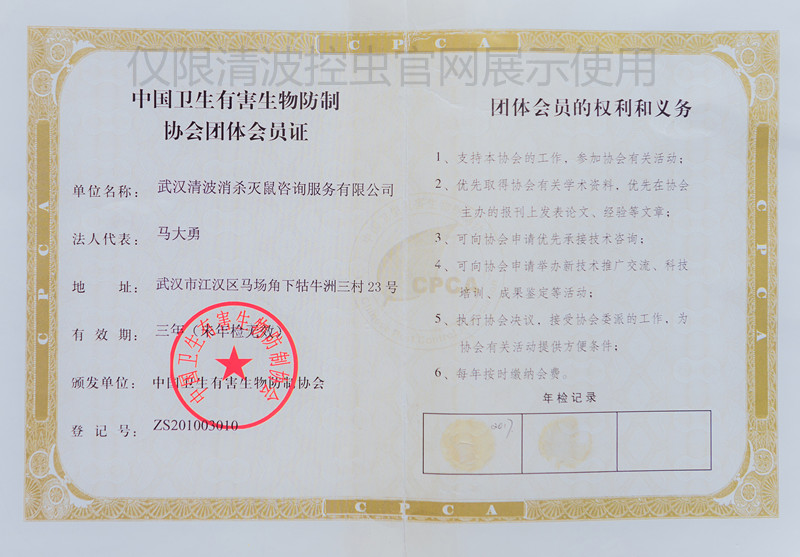 仅限清波控虫官网展示使用
CPCA
中国卫生有害生物防制
协会团体会员证
单位名称：武汉清波消杀灭鼠咨询服务有限公司
法人代表：马大勇
地 址：武汉市江汉区马场角下牯牛洲三村23号
有 效 期：三年（未年检无效）
颁发单位：中国卫生有害生物防制协会
登 记 号：ZS201003010
中国卫生有害生物防制协会
团体会员的权利和义务
1、支持本协会的工作，参加协会有关活动；
2、优先取得协会有关学术资料，优先在协会
主办的报刊上发表论文、经验等文章；
3、可向协会申请优先承接技术咨询；
4、可向协会申请举办新技术推广交流、科技
培训、成果鉴定等活动；
5、执行协会决议，接受协会委派的工作，为
协会有关活动提供方便条件；
6、每年按时缴纳会费。
年检记录
2017
CPCA
CPCA
CPCA
CPCA